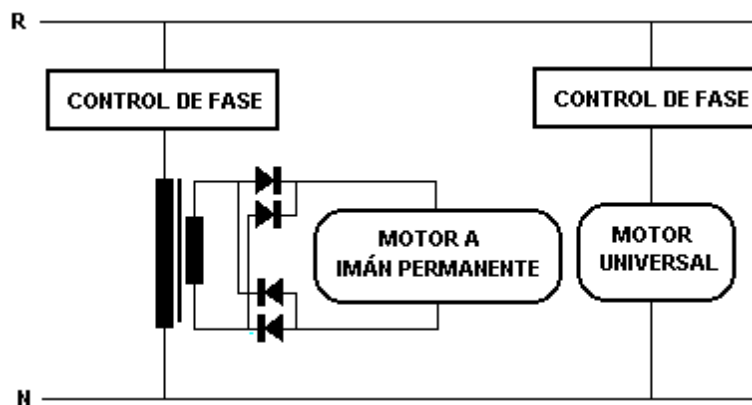 R
CONTROL DE FASE
CONTROL DE FASE
MOTOR A
IMÁN PERMANENTE
MOTOR
UNIVERSAL
N